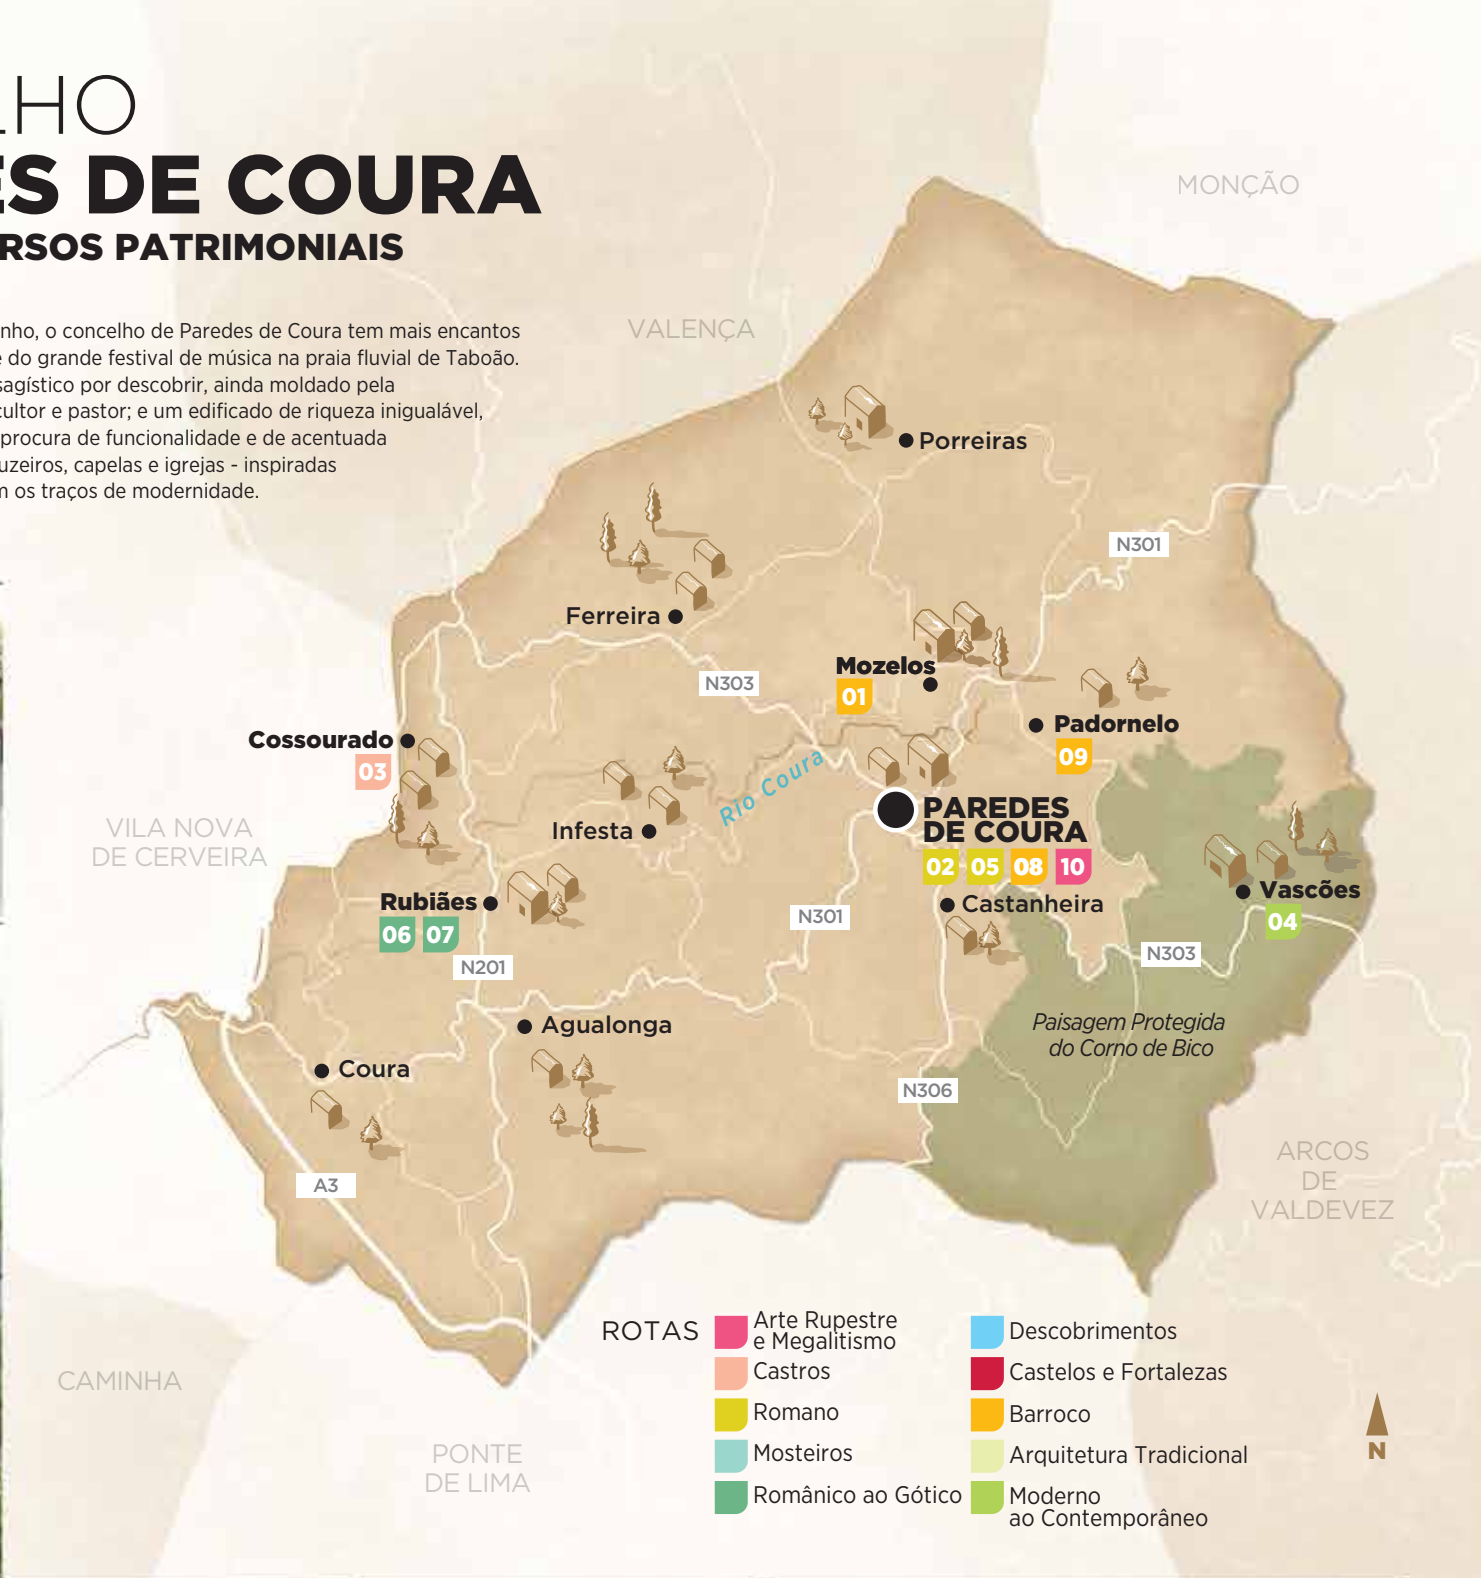 LHO
ES DE COURA
RSOS PATRIMONIAIS
nho, o concelho de Paredes de Coura tem mais encantos
e do grande festival de música na praia fluvial de Taboão.
sagístico por descobrir, ainda moldado pela
cultor e pastor; e um edificado de riqueza inigualável,
procura de funcionalidade e de acentuada
uzeiros, capelas e igrejas - inspiradas
m os traços de modernidade.
MONÇÃO
VALENÇA
Porreiras
N301
Ferreira
Mozelos
01
N303
Padornelo
09
Cossourado
03
Rio Coura
PAREDES
DE COURA
02 05 08 10
VILA NOVA
DE CERVEIRA
Infesta
Rubiães
06 07
Castanheira
Vascões
04
N301
N303
N201
Agualonga
Paisagem Protegida
do Corno de Bico
Coura
N306
A3
ARCOS
DE
VALDEVEZ
CAMINHA
PONTE
DE LIMA
ROTAS
Arte Rupestre
e Megalitismo
Castros
Romano
Mosteiros
Românico ao Gótico
Descobrimentos
Castelos e Fortalezas
Barroco
Arquitetura Tradicional
Moderno
ao Contemporâneo
N